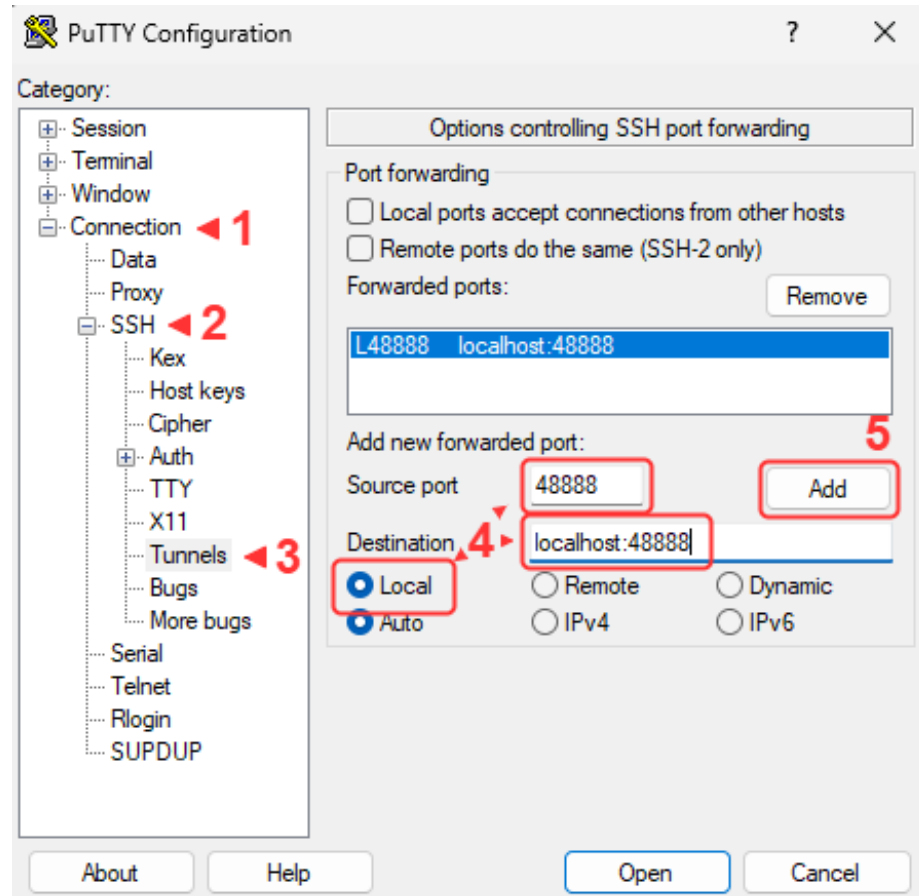 PuTTY Configuration ? ×
Category:
Session
Terminal
Window
Connection 1
Data
Proxy
SSH 2
Kex
Host keys
Cipher
Auth
TTY
X11
Tunnels 3
Bugs
More bugs
Serial
Telnet
Rlogin
SUPDUP
Options controlling SSH port forwarding
Port forwarding
Local ports accept connections from other hosts
Remote ports do the same (SSH-2 only)
Forwarded ports: Remove
L48888 localhost:48888
Add new forwarded port: 5
Source port 48888 Add
Destination 4 localhost:48888
Local Remote Dynamic
Auto IPv4 IPv6
About Help Open Cancel